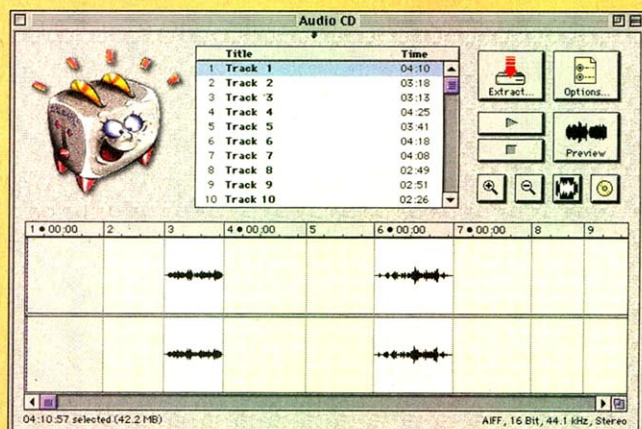 Audio CD
Title Time
1 Track 1 04:10
2 Track 2 03:18
3 Track 3 03:13
4 Track 4 04:25
5 Track 5 03:41
6 Track 6 04:18
7 Track 7 04:08
8 Track 8 02:49
9 Track 9 02:51
10 Track 10 02:26
Extract... Options...
Preview
1 ● 00;00 2 3 4 ● 00;00 5 6 ● 00;00 7 ● 00;00 8 9
04:10:57 selected (42.2 MB) AIFF, 16 Bit, 44.1 kHz, Stereo